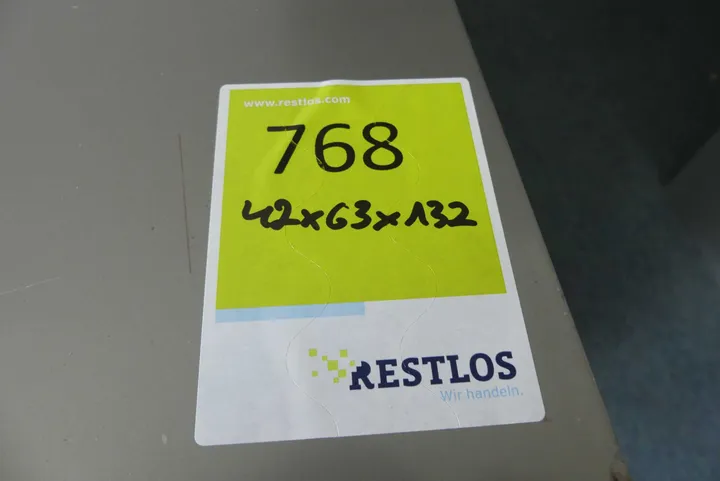 www.restlos.com
768
42x63x132
RESTLOS
Wir handeln.